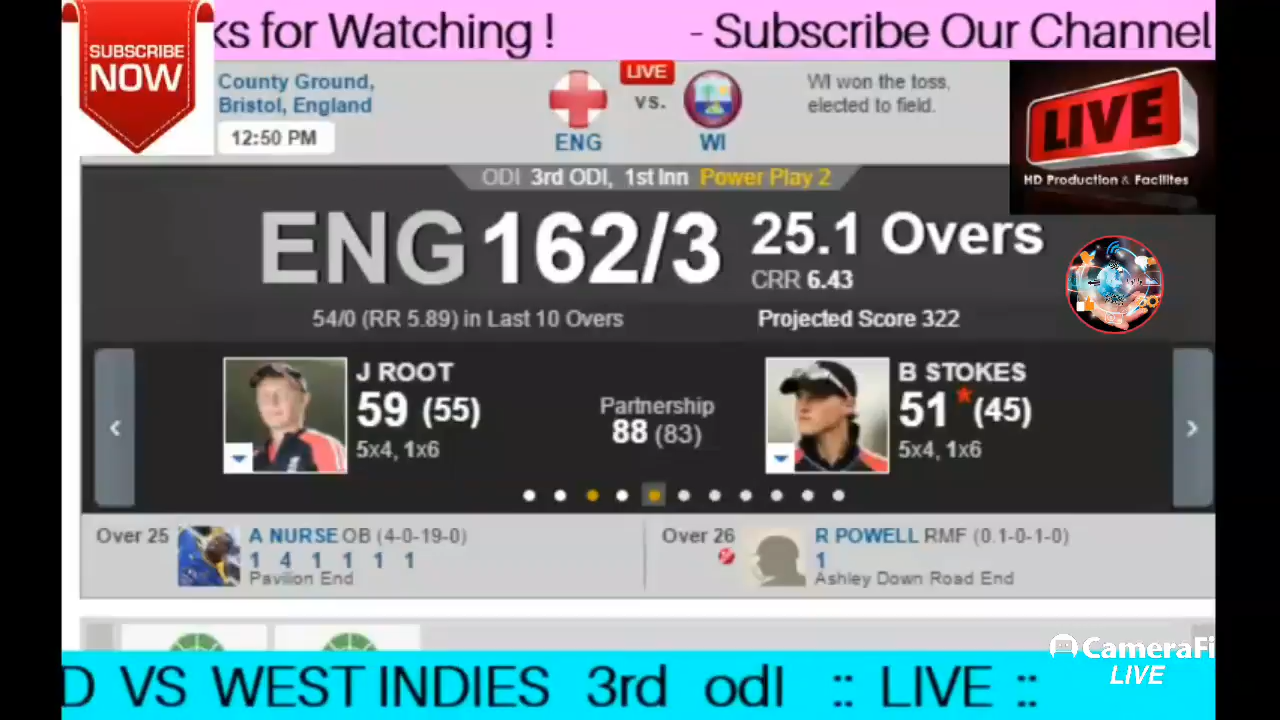 ks for Watching !
- Subscribe Our Channel
SUBSCRIBE
NOW
County Ground,
Bristol, England
12:50 PM
LIVE
vs.
ENG
WI
WI won the toss,
elected to field.
LIVE
HD Production & Facilites
ODI 3rd ODI, 1st Inn Power Play 2
ENG 162/3
25.1 Overs
CRR 6.43
54/0 (RR 5.89) in Last 10 Overs
Projected Score 322
J ROOT
59 (55)
5x4, 1x6
Partnership
88 (83)
B STOKES
51 * (45)
5x4, 1x6
Over 25
A NURSE OB (4-0-19-0)
1 4 1 1 1 1
Pavilion End
Over 26
R POWELL RMF (0.1-0-1-0)
1
Ashley Down Road End
CameraFi
LIVE
D VS WEST INDIES 3rd odI :: LIVE ::